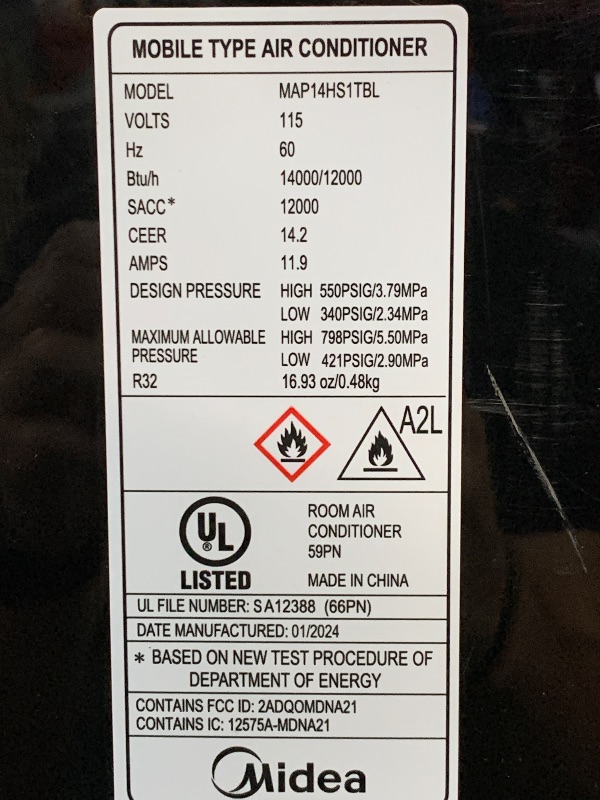 MOBILE TYPE AIR CONDITIONER
MODEL MAP14HS1TBL
VOLTS 115
Hz 60
Btu/h 14000/12000
SACC* 12000
CEER 14.2
AMPS 11.9
DESIGN PRESSURE HIGH 550PSIG/3.79MPa
LOW 340PSIG/2.34MPa
MAXIMUM ALLOWABLE HIGH 798PSIG/5.50MPa
PRESSURE LOW 421PSIG/2.90MPa
R32 16.93 oz/0.48kg
A2L
UL ®
LISTED
ROOM AIR
CONDITIONER
59PN
MADE IN CHINA
UL FILE NUMBER: SA12388 (66PN)
DATE MANUFACTURED: 01/2024
* BASED ON NEW TEST PROCEDURE OF
DEPARTMENT OF ENERGY
CONTAINS FCC ID: 2ADQOMDNA21
CONTAINS IC: 12575A-MDNA21
Midea